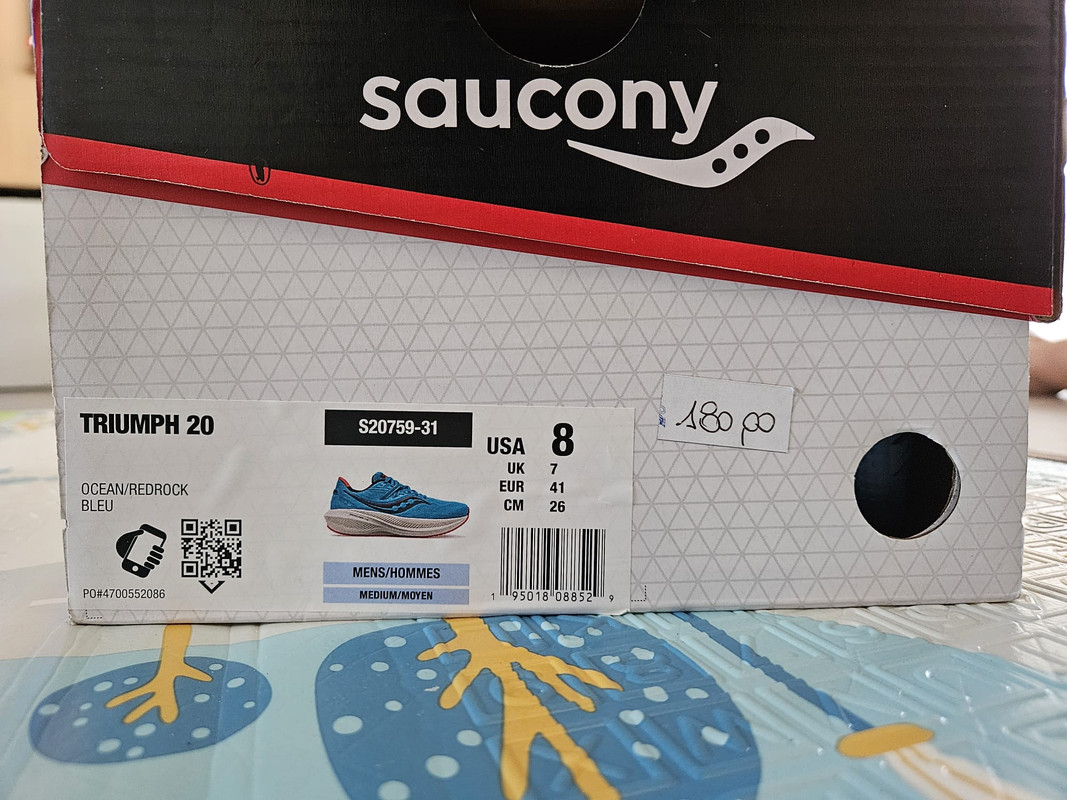 saucony
180,00
TRIUMPH 20
S20759-31
USA 8
UK 7
EUR 41
CM 26
OCEAN/REDROCK
BLEU
MENS/HOMMES
MEDIUM/MOYEN
PO#4700552086
1 95018 08852 9